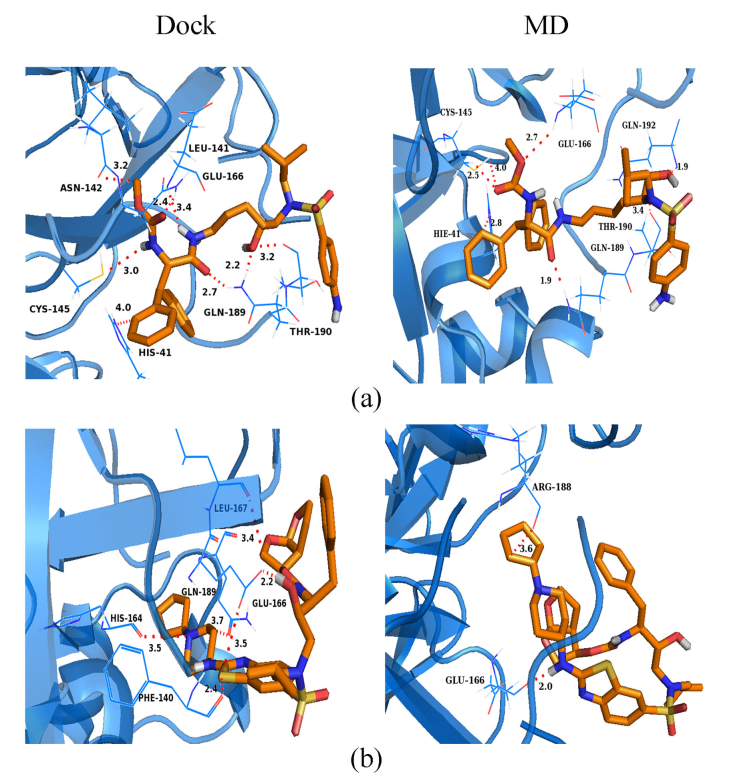 Dock MD
LEU-141
GLU-166
3.2
ASN-142
2.4
3.4
3.0
2.2
3.2
2.7
CYS-145
4.0
GLN-189
THR-190
HIS-41
CYS-145
2.7
GLU-166
GLN-192
4.0
2.5
1.9
2.8
3.4
HIE-41
THR-190
GLN-189
1.9
(a)
LEU-167
3.4
GLN-189
2.2
GLU-166
HIS-164
3.7
3.5
3.5
PHE-140
2.4
ARG-188
3.6
GLU-166
2.0
(b)